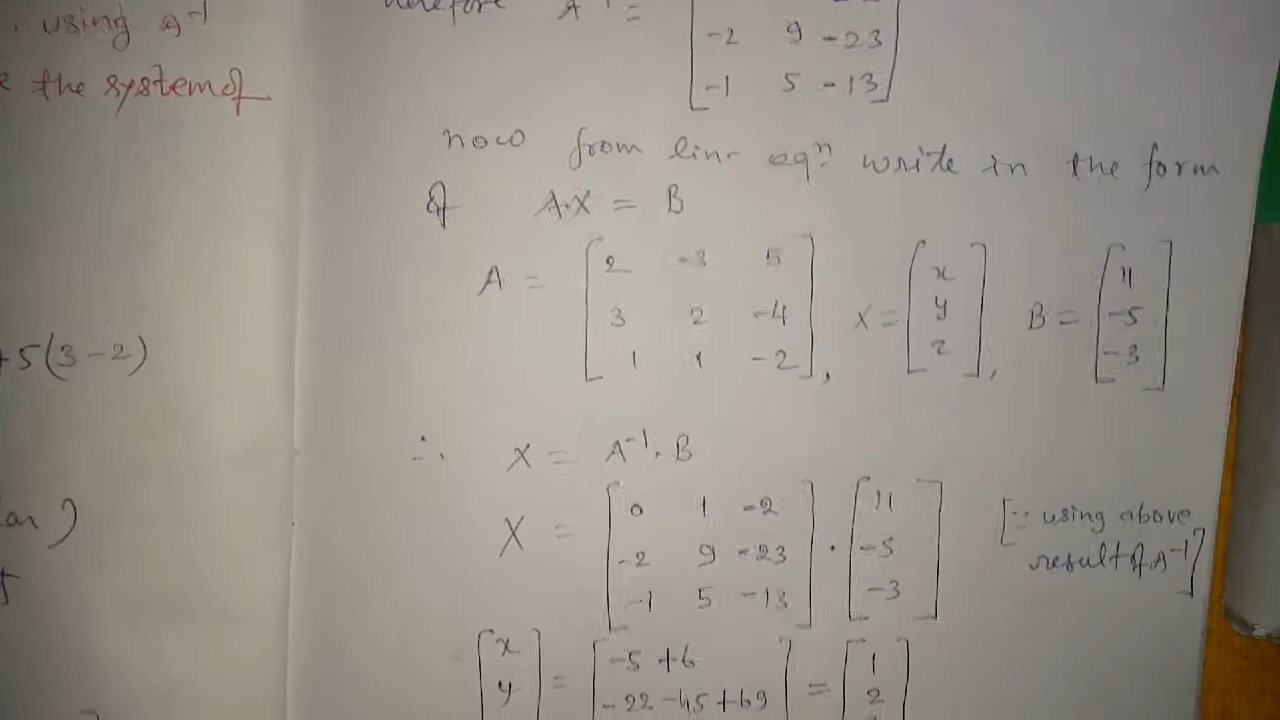 using A⁻¹
the system of
+5(3-2)
Therefore A⁻¹ =
-2 9 -23
-1 5 -13
now from lin- eqⁿ write in the form
of A·X = B
A = [2 -3 5
3 2 -4
1 1 -2], X = [x
y
z], B = [11
-5
-3]
∴ X = A⁻¹. B
X = [0 1 -2
-2 9 -23
-1 5 -13] . [11
-5
-3]
[∵ using above
result of A⁻¹]
[x
y = [-5 +6
-22 -45 +69] = [1
2